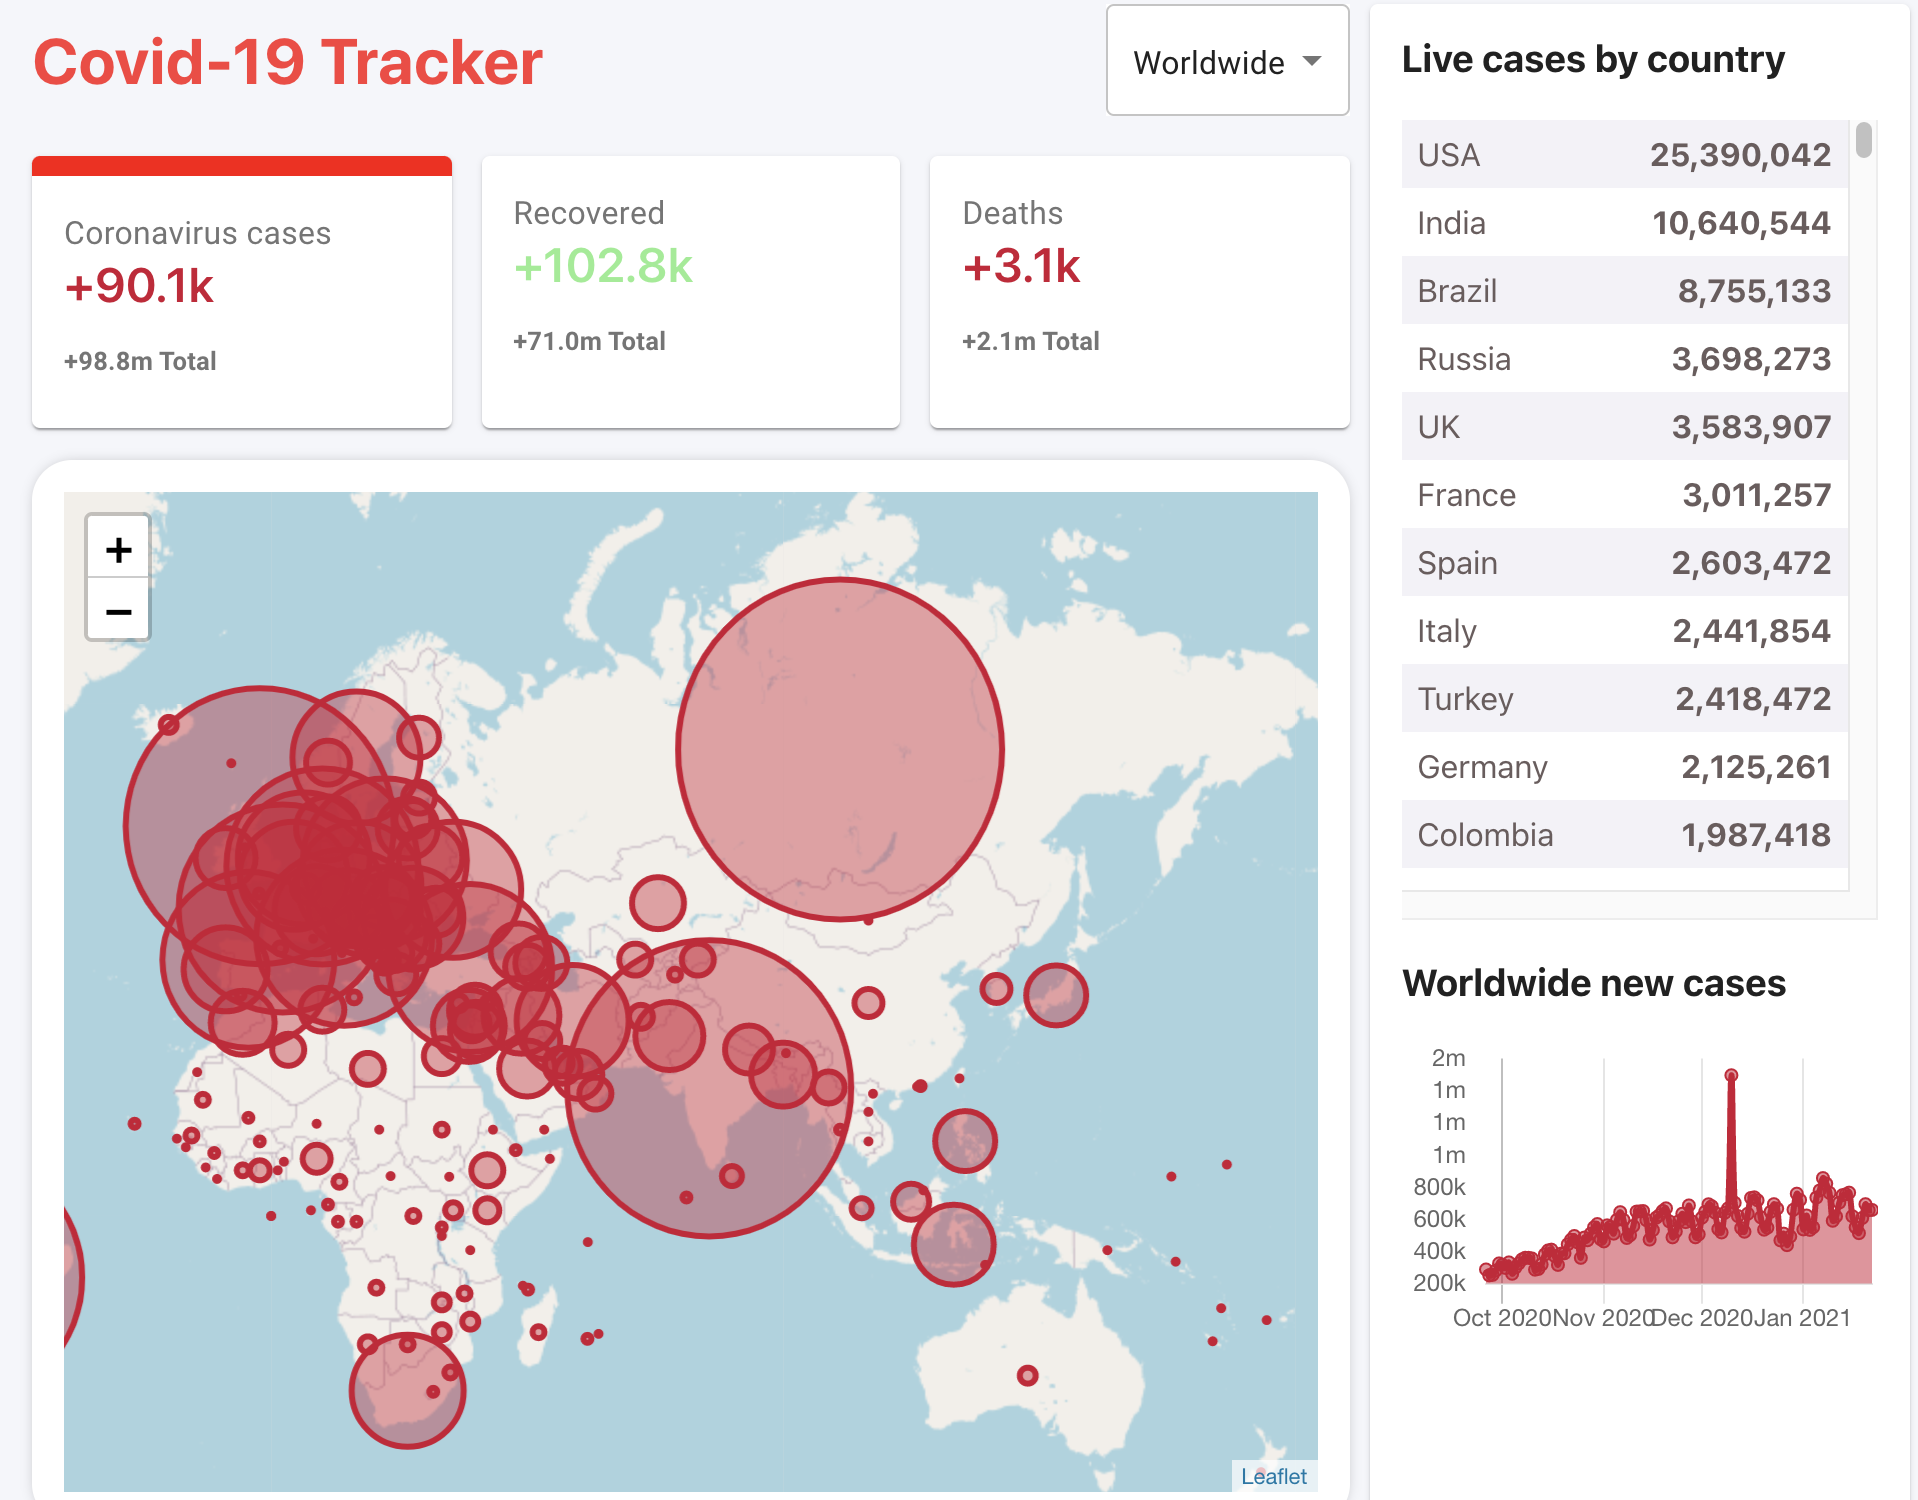 Covid-19 Tracker
Worldwide
Coronavirus cases
+90.1k
+98.8m Total
Recovered
+102.8k
+71.0m Total
Deaths
+3.1k
+2.1m Total
+
−
Leaflet
Live cases by country
USA 25,390,042
India 10,640,544
Brazil 8,755,133
Russia 3,698,273
UK 3,583,907
France 3,011,257
Spain 2,603,472
Italy 2,441,854
Turkey 2,418,472
Germany 2,125,261
Colombia 1,987,418
Worldwide new cases
2m
1m
1m
1m
800k
600k
400k
200k
Oct 2020 Nov 2020 Dec 2020 Jan 2021